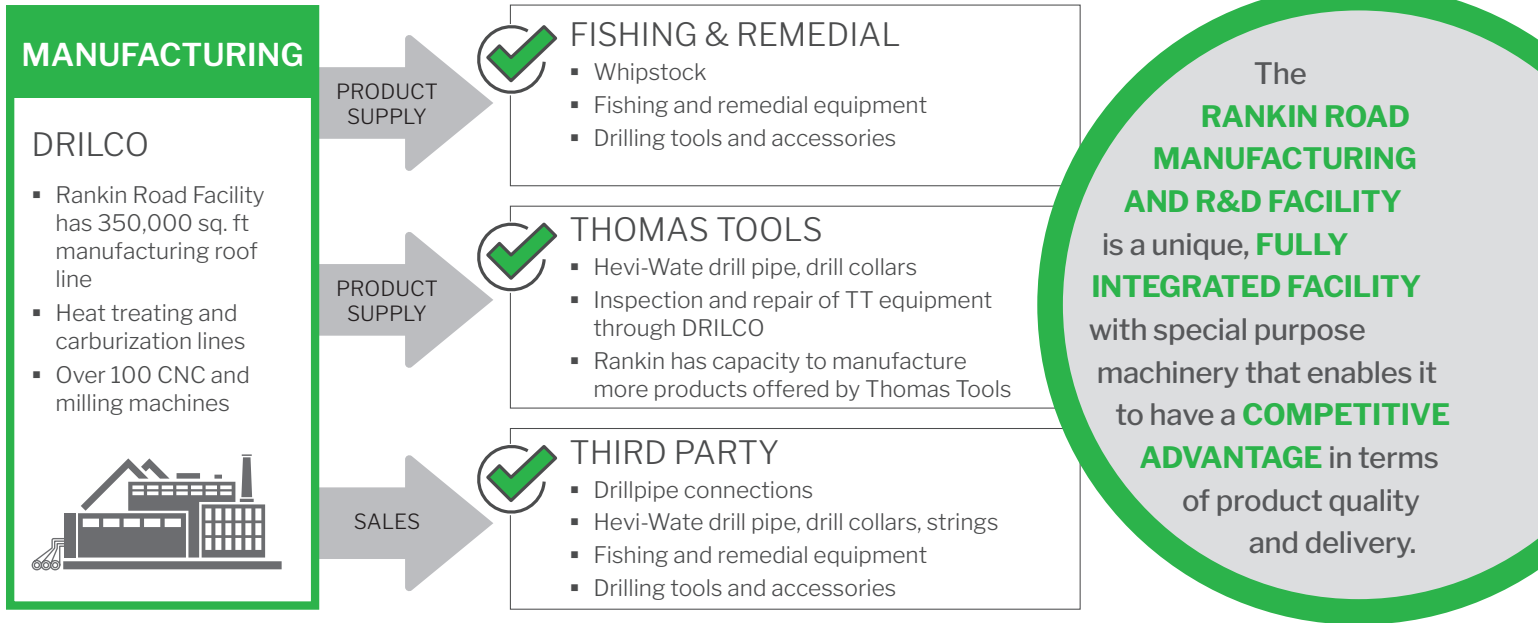 MANUFACTURING
DRILCO
▪ Rankin Road Facility
has 350,000 sq. ft
manufacturing roof
line
▪ Heat treating and
carburization lines
▪ Over 100 CNC and
milling machines
PRODUCT
SUPPLY
FISHING & REMEDIAL
▪ Whipstock
▪ Fishing and remedial equipment
▪ Drilling tools and accessories
PRODUCT
SUPPLY
THOMAS TOOLS
▪ Hevi-Wate drill pipe, drill collars
▪ Inspection and repair of TT equipment
through DRILCO
▪ Rankin has capacity to manufacture
more products offered by Thomas Tools
SALES
THIRD PARTY
▪ Drillpipe connections
▪ Hevi-Wate drill pipe, drill collars, strings
▪ Fishing and remedial equipment
▪ Drilling tools and accessories
The
RANKIN ROAD
MANUFACTURING
AND R&D FACILITY
is a unique, FULLY
INTEGRATED FACILITY
with special purpose
machinery that enables it
to have a COMPETITIVE
ADVANTAGE in terms
of product quality
and delivery.